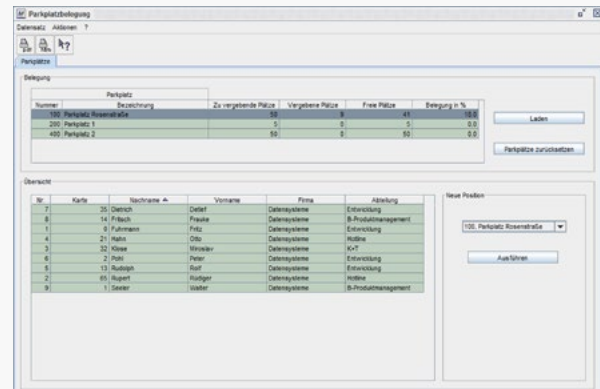 Parkplatzbelegung
Datensatz Aktionen ?
Parkplätze
Belegung
Parkplatz
Nummer Bezeichnung Zu vergebende Plätze Vergebene Plätze Freie Plätze Belegung in %
100 Parkplatz Rosenstraße 50 9 41 18.0
200 Parkplatz 1 5 0 5 0.0
400 Parkplatz 2 50 0 50 0.0
Laden
Parkplätze zurücksetzen
Übersicht
Nr. Karte Nachname Vorname Firma Abteilung
7 35 Dietrich Detlef Datensysteme Entwicklung
8 14 Fritsch Frauke Datensysteme B-Produktmanagement
1 Fuhrmann Fritz Datensysteme Entwicklung
4 21 Hahn Otto Datensysteme Hotline
3 32 Klose Miroslav Datensysteme K+T
6 2 Pohl Peter Datensysteme Entwicklung
5 13 Rudolph Rolf Datensysteme Entwicklung
2 65 Rupert Rüdiger Datensysteme Hotline
9 1 Seeler Walter Datensysteme B-Produktmanagement
Neue Position
100, Parkplatz Rosenstraße
Ausführen